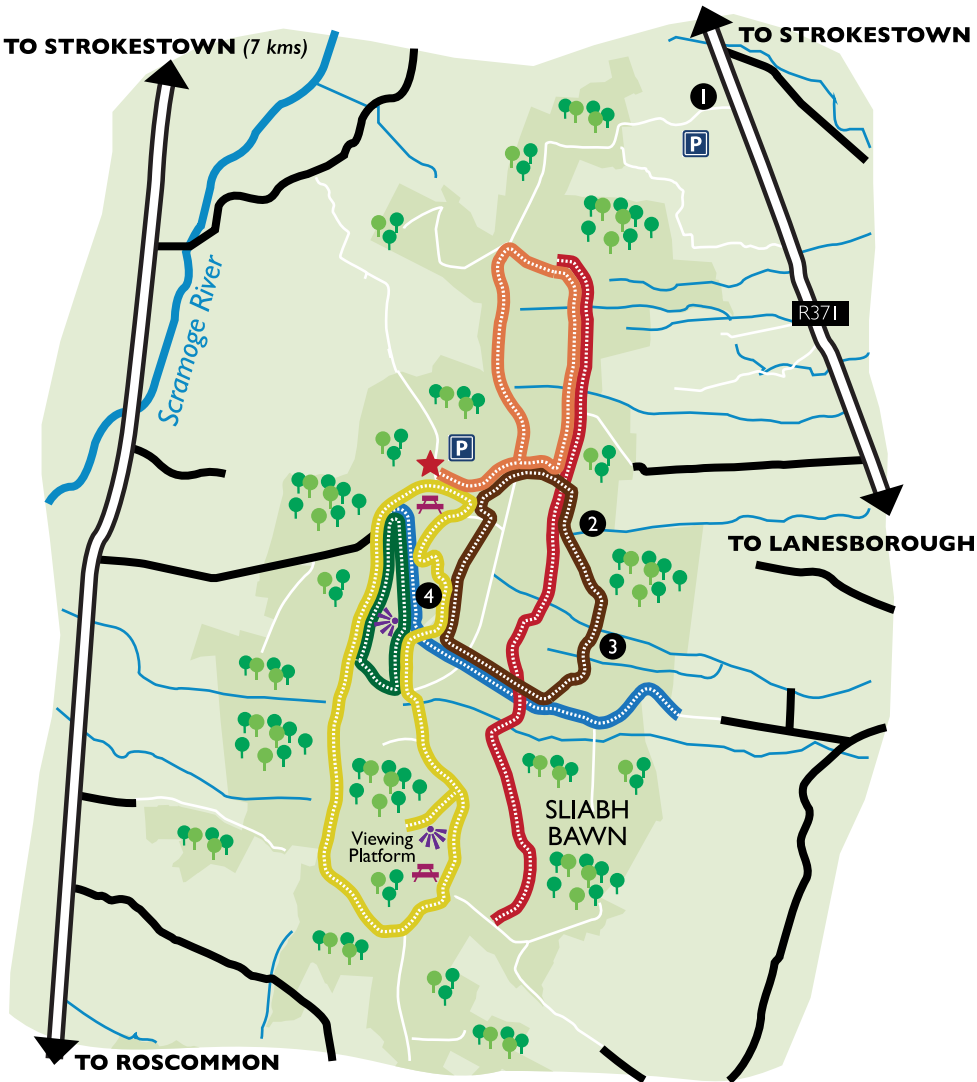 TO STROKESTOWN (7 kms)
TO STROKESTOWN
1
P
Scramoge River
R371
P
2
TO LANESBOROUGH
4
3
SLIABH
BAWN
Viewing
Platform
TO ROSCOMMON